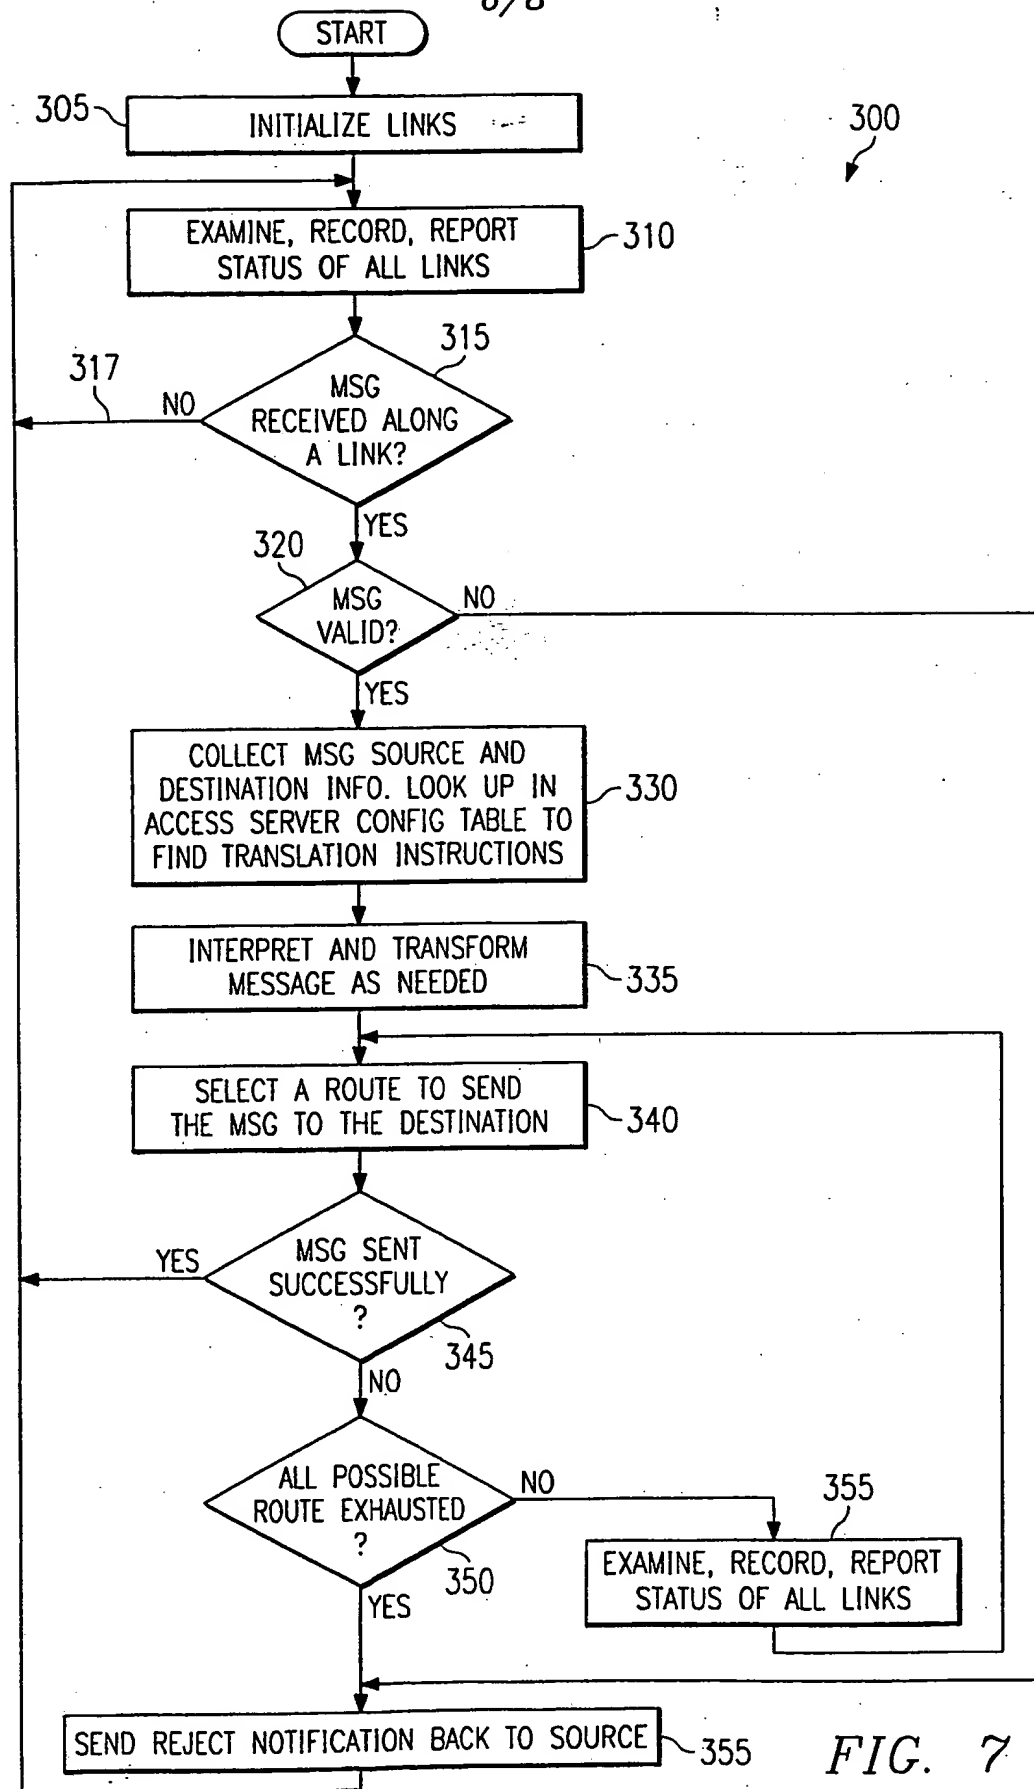 START
305
INITIALIZE LINKS
300
EXAMINE, RECORD, REPORT
STATUS OF ALL LINKS
310
315
317
NO
MSG
RECEIVED ALONG
A LINK?
YES
320
MSG
VALID?
NO
YES
COLLECT MSG SOURCE AND
DESTINATION INFO. LOOK UP IN
ACCESS SERVER CONFIG TABLE TO
FIND TRANSLATION INSTRUCTIONS
330
INTERPRET AND TRANSFORM
MESSAGE AS NEEDED
335
SELECT A ROUTE TO SEND
THE MSG TO THE DESTINATION
340
YES
MSG SENT
SUCCESSFULLY
?
345
NO
ALL POSSIBLE
ROUTE EXHAUSTED
?
350
NO
355
EXAMINE, RECORD, REPORT
STATUS OF ALL LINKS
YES
SEND REJECT NOTIFICATION BACK TO SOURCE
355
FIG. 7